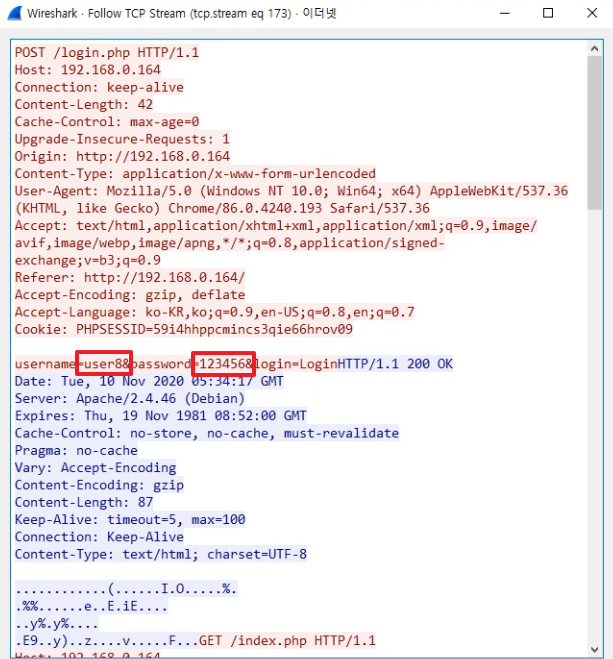 Wireshark · Follow TCP Stream (tcp.stream eq 173) · 이더넷
POST /login.php HTTP/1.1
Host: 192.168.0.164
Connection: keep-alive
Content-Length: 42
Cache-Control: max-age=0
Upgrade-Insecure-Requests: 1
Origin: http://192.168.0.164
Content-Type: application/x-www-form-urlencoded
User-Agent: Mozilla/5.0 (Windows NT 10.0; Win64; x64) AppleWebKit/537.36
(KHTML, like Gecko) Chrome/86.0.4240.193 Safari/537.36
Accept: text/html,application/xhtml+xml,application/xml;q=0.9,image/
avif,image/webp,image/apng,*/*;q=0.8,application/signed-
exchange;v=b3;q=0.9
Referer: http://192.168.0.164/
Accept-Encoding: gzip, deflate
Accept-Language: ko-KR,ko;q=0.9,en-US;q=0.8,en;q=0.7
Cookie: PHPSESSID=59i4hhppcmincs3qie66hrov09
username=user8&password=123456&login=LoginHTTP/1.1 200 OK
Date: Tue, 10 Nov 2020 05:34:17 GMT
Server: Apache/2.4.46 (Debian)
Expires: Thu, 19 Nov 1981 08:52:00 GMT
Cache-Control: no-store, no-cache, must-revalidate
Pragma: no-cache
Vary: Accept-Encoding
Content-Encoding: gzip
Content-Length: 87
Keep-Alive: timeout=5, max=100
Connection: Keep-Alive
Content-Type: text/html; charset=UTF-8
............(......I.O.....%.
.%%......e..E.iE....
..y%.y%....
.E9..y)..z....v.....F...GET /index.php HTTP/1.1
Host: 192.168.0.164